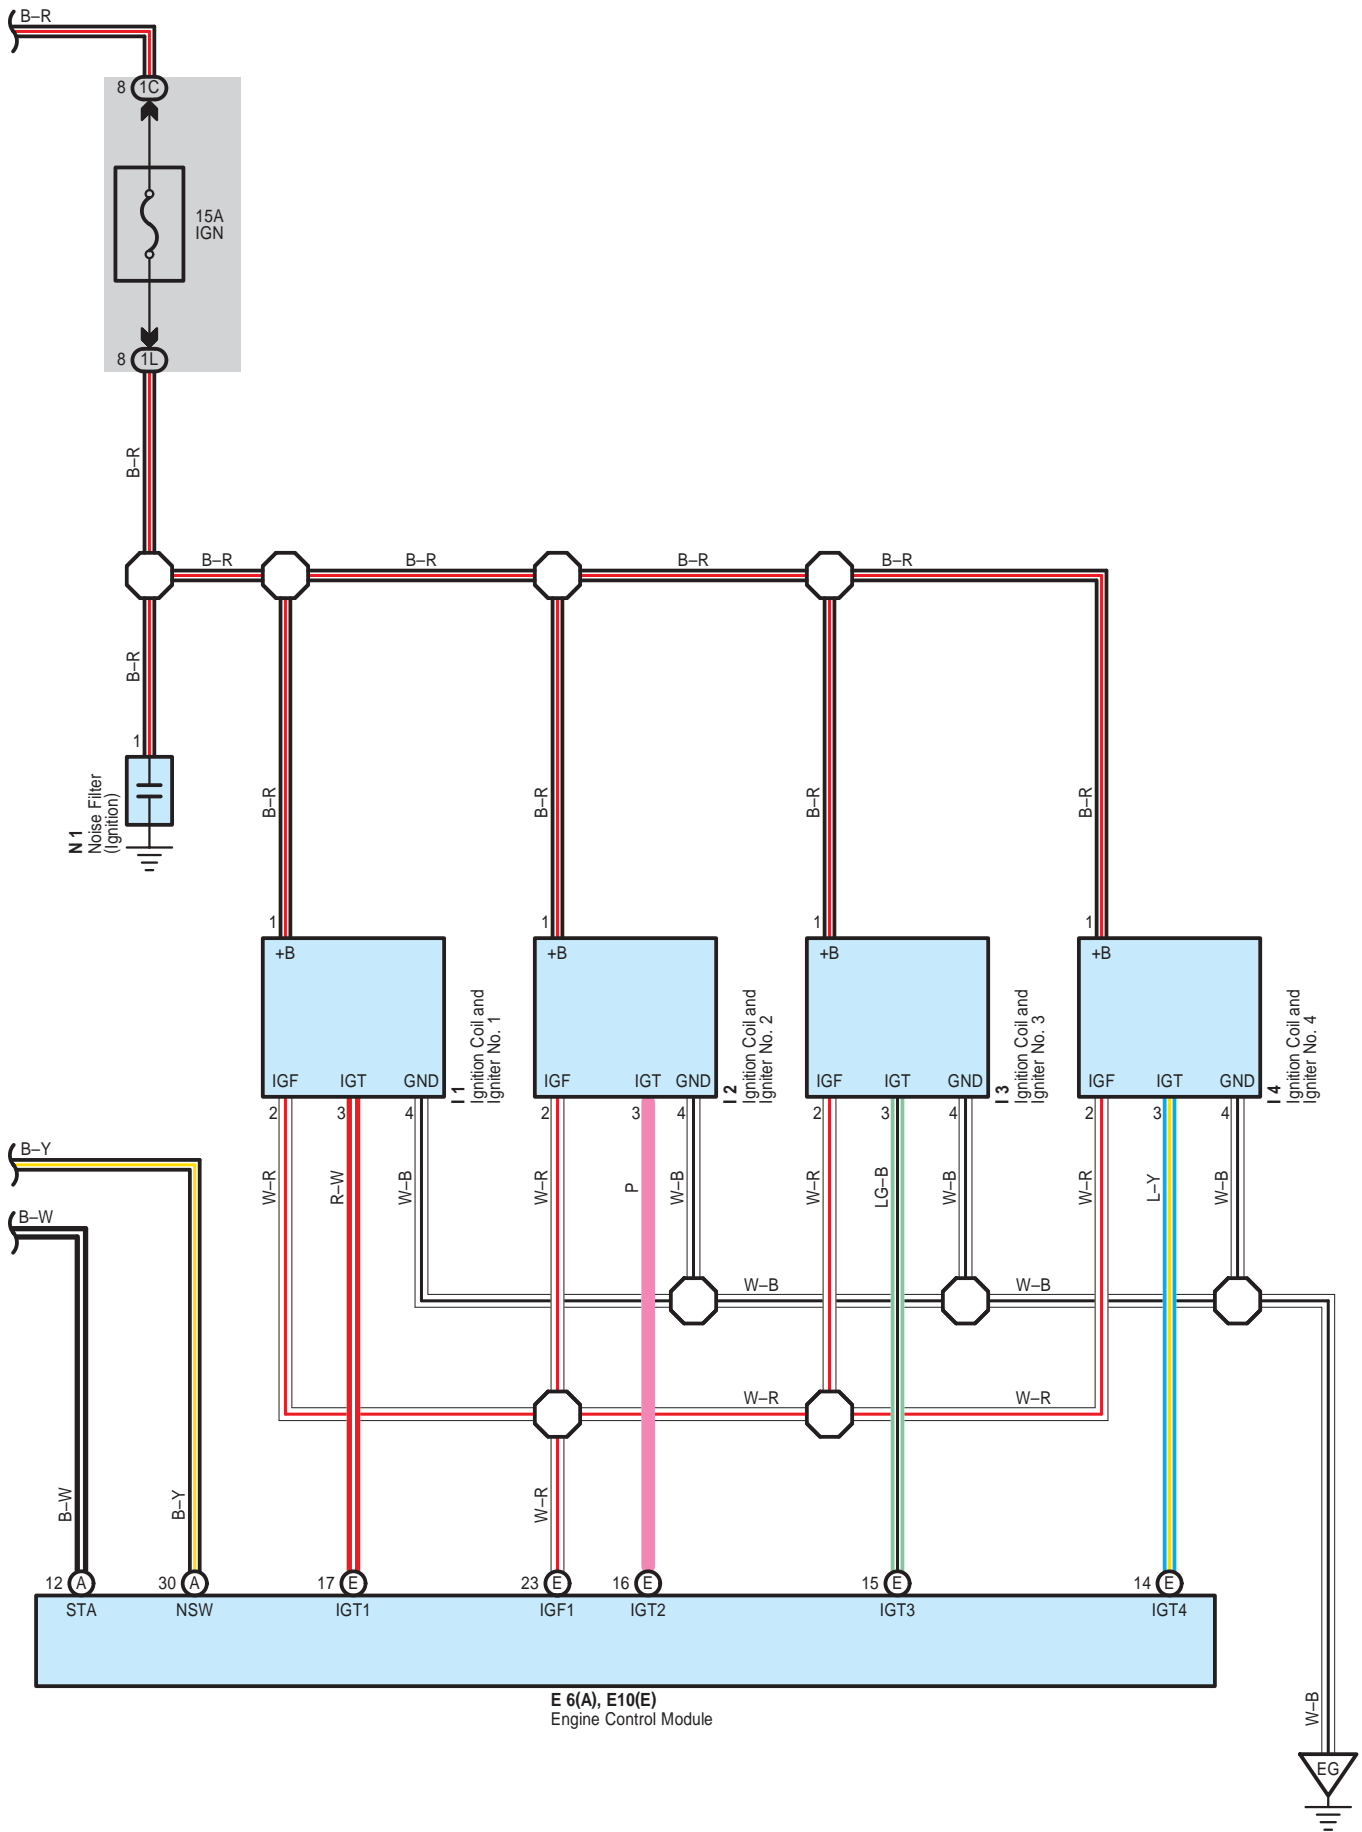 B–R
8 1C
15A
IGN
8 1L
B–R
B–R
B–R
B–R
B–R
B–R
1
N 1
Noise Filter
(Ignition)
B–R
B–R
B–R
B–R
1
1
1
1
+B
+B
+B
+B
IGF IGT GND
IGF IGT GND
IGF IGT GND
IGF IGT GND
I 1
Ignition Coil and
Igniter No. 1
I 2
Ignition Coil and
Igniter No. 2
I 3
Ignition Coil and
Igniter No. 3
I 4
Ignition Coil and
Igniter No. 4
2 3 4
2 3 4
2 3 4
2 3 4
B–Y
W–R
R–W
W–B
W–R
P
W–B
W–R
LG–B
W–B
W–R
L–Y
W–B
B–W
W–B
W–B
W–R
W–R
B–W
B–Y
W–R
12 A
30 A
17 E
23 E
16 E
15 E
14 E
STA
NSW
IGT1
IGF1
IGT2
IGT3
IGT4
E 6(A), E10(E)
Engine Control Module
W–B
EG